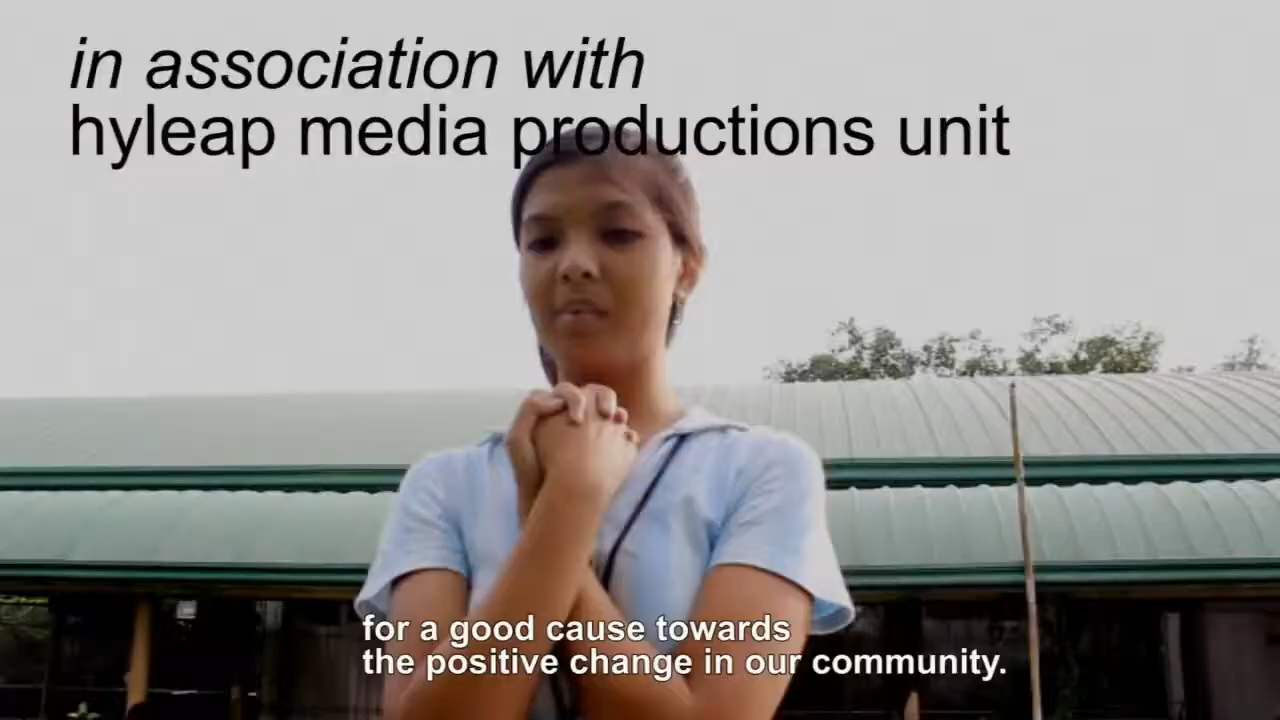 in association with
hyleap media productions unit
for a good cause towards
the positive change in our community.